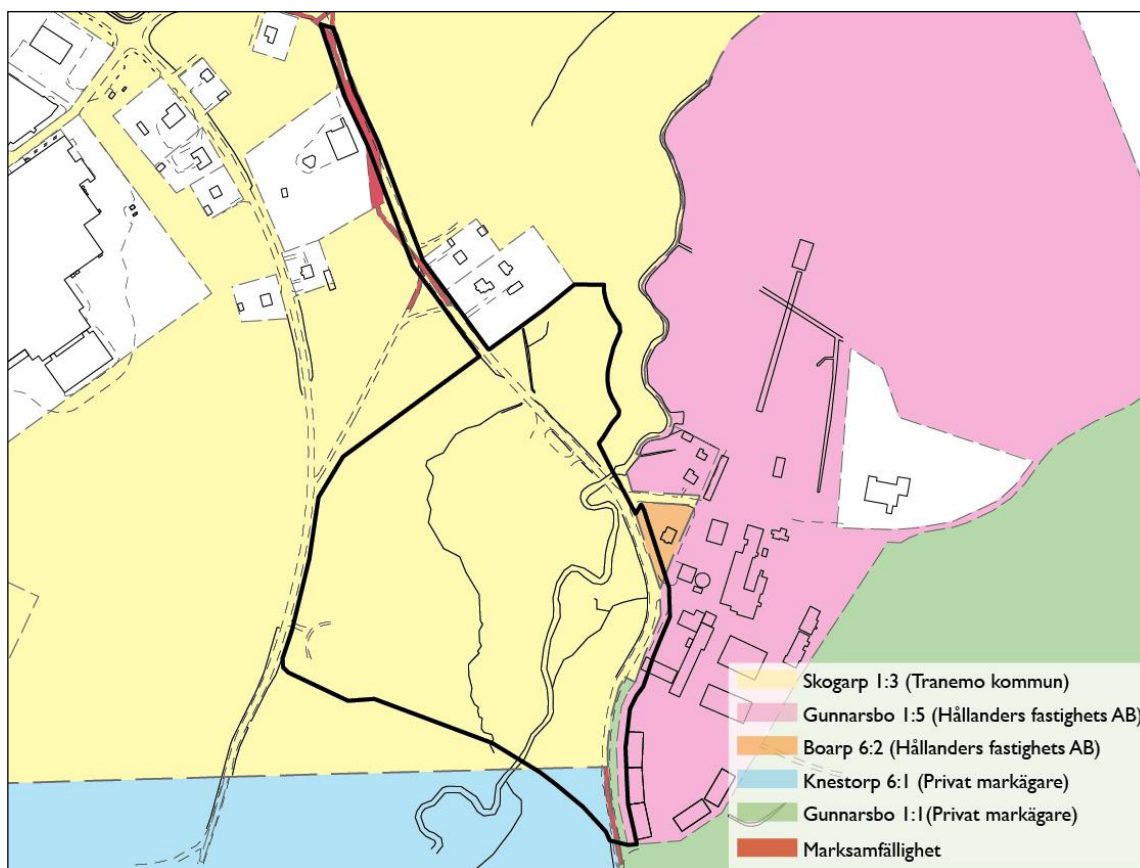 Skogarp 1:3 (Tranemo kommun)
Gunnarsbo 1:5 (Hållanders fastighets AB)
Boarp 6:2 (Hållanders fastighets AB)
Knestorp 6:1 (Privat markägare)
Gunnarsbo 1:1(Privat markägare)
Marksamfällighet